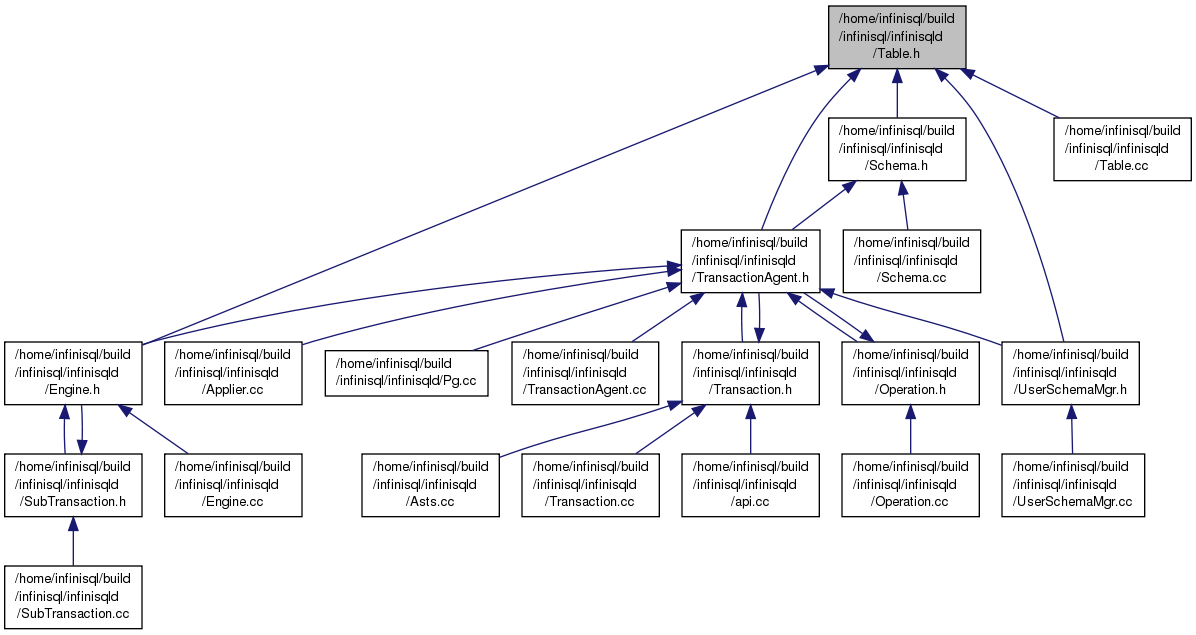 /home/infinisql/build
/infinisql/infinisqld
/Table.h
/home/infinisql/build
/infinisql/infinisqld
/Schema.h
/home/infinisql/build
/infinisql/infinisqld
/Table.cc
/home/infinisql/build
/infinisql/infinisqld
/TransactionAgent.h
/home/infinisql/build
/infinisql/infinisqld
/Schema.cc
/home/infinisql/build
/infinisql/infinisqld
/Engine.h
/home/infinisql/build
/infinisql/infinisqld
/Applier.cc
/home/infinisql/build
/infinisql/infinisqld/Pg.cc
/home/infinisql/build
/infinisql/infinisqld
/TransactionAgent.cc
/home/infinisql/build
/infinisql/infinisqld
/Transaction.h
/home/infinisql/build
/infinisql/infinisqld
/Operation.h
/home/infinisql/build
/infinisql/infinisqld
/UserSchemaMgr.h
/home/infinisql/build
/infinisql/infinisqld
/SubTransaction.h
/home/infinisql/build
/infinisql/infinisqld
/Engine.cc
/home/infinisql/build
/infinisql/infinisqld
/Asts.cc
/home/infinisql/build
/infinisql/infinisqld
/Transaction.cc
/home/infinisql/build
/infinisql/infinisqld
/api.cc
/home/infinisql/build
/infinisql/infinisqld
/Operation.cc
/home/infinisql/build
/infinisql/infinisqld
/UserSchemaMgr.cc
/home/infinisql/build
/infinisql/infinisqld
/SubTransaction.cc